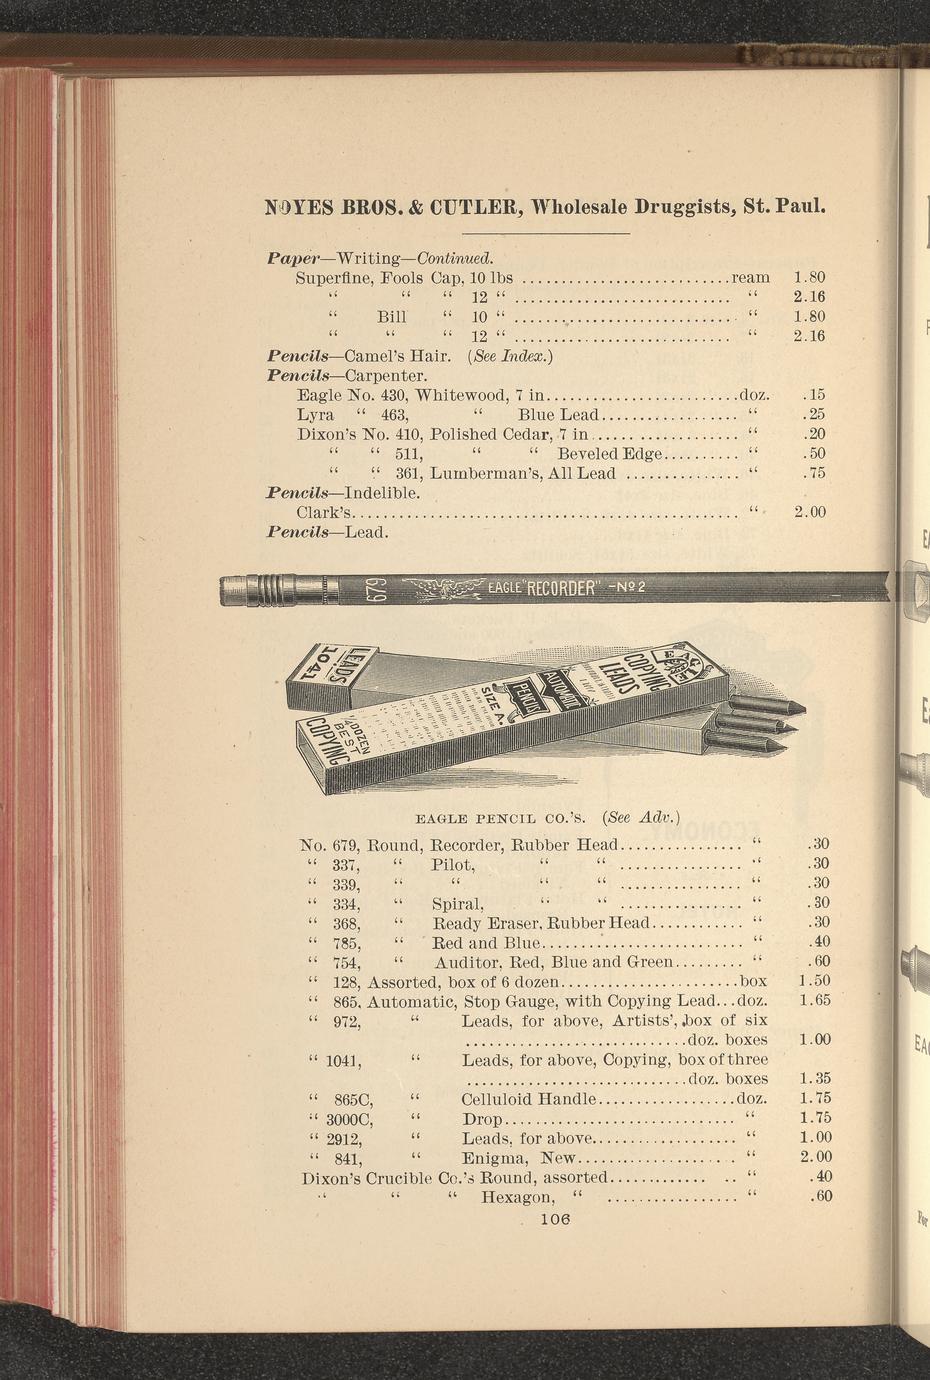 NOYES BROS. & CUTLER, Wholesale Druggists, St. Paul.
Paper—Writing—Continued.
Superfine, Fools Cap, 10 lbs ..........................ream 1.80
“ “ “ 12 “ ............................ “ 2.16
“ Bill “ 10 “ ............................ “ 1.80
“ “ “ 12 “ ............................ “ 2.16
Pencils—Camel's Hair. (See Index.)
Pencils—Carpenter.
Eagle No. 430, Whitewood, 7 in.........................doz. .15
Lyra “ 463, “ Blue Lead.................. “ .25
Dixon's No. 410, Polished Cedar, 7 in ................... “ .20
“ “ 511, “ “ Beveled Edge.......... “ .50
“ “ 361, Lumberman's, All Lead ............... “ .75
Pencils—Indelible.
Clark's.................................................. “ 2.00
Pencils—Lead.
679 EAGLE "RECORDER" –No 2
LEADS
1041
COPYING
LEADS
EAGLE
AUTOMATIC
PENCILS
SIZE A.
¼ DOZEN
BEST
COPYING
EAGLE PENCIL CO.'S. (See Adv.)
No. 679, Round, Recorder, Rubber Head................ “ .30
“ 337, “ Pilot, “ “ ................ “ .30
“ 339, “ “ “ “ ................ “ .30
“ 334, “ Spiral, “ “ ................ “ .30
“ 368, “ Ready Eraser, Rubber Head............ “ .30
“ 785, “ Red and Blue.......................... “ .40
“ 754, “ Auditor, Red, Blue and Green......... “ .60
“ 128, Assorted, box of 6 dozen.......................box 1.50
“ 865, Automatic, Stop Gauge, with Copying Lead...doz. 1.65
“ 972, “ Leads, for above, Artists', box of six
............................doz. boxes 1.00
“ 1041, “ Leads, for above, Copying, box of three
............................doz. boxes 1.35
“ 865C, “ Celluloid Handle..................doz. 1.75
“ 3000C, “ Drop.............................. “ 1.75
“ 2912, “ Leads, for above................... “ 1.00
“ 841, “ Enigma, New..................... “ 2.00
Dixon's Crucible Co.'s Round, assorted............ .. “ .40
“ “ “ Hexagon, “ ................. “ .60
106